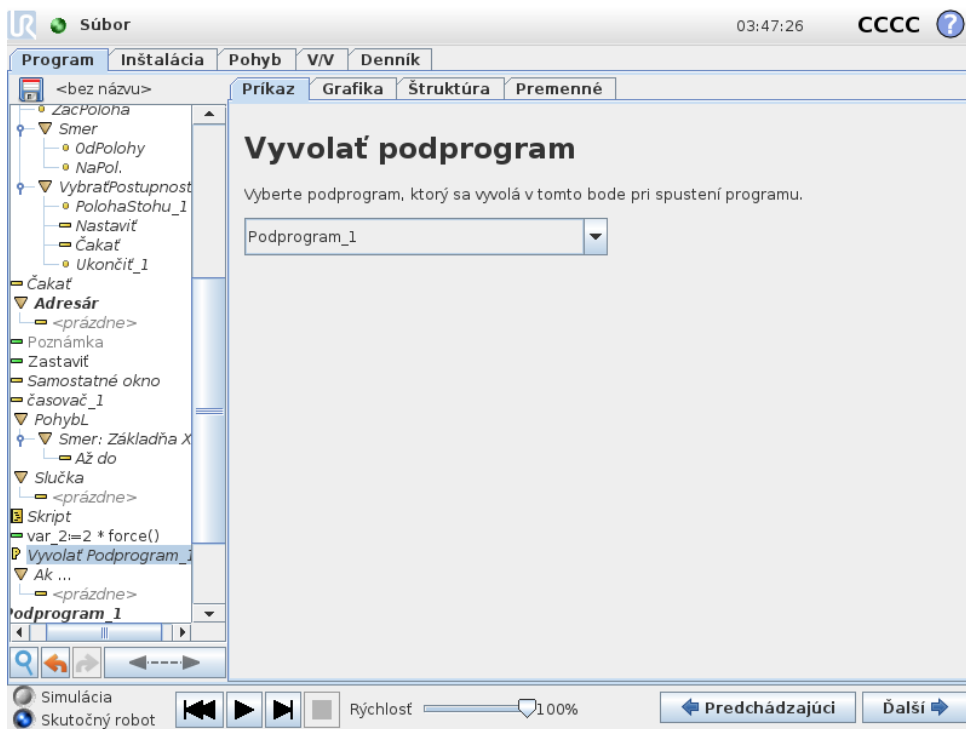 UR
Súbor
03:47:26
CCCC
?
Program
Inštalácia
Pohyb
V/V
Denník
<bez názvu>
Príkaz
Grafika
Štruktúra
Premenné
ZačPoloha
Smer
OdPolohy
NaPol.
VybraťPostupnosť
PolohaStohu_1
Nastaviť
Čakať
Ukončiť_1
Čakať
Adresár
<prázdne>
Poznámka
Zastaviť
Samostatné okno
časovač_1
PohybL
Smer: Základňa X
Až do
Slučka
<prázdne>
Skript
var_2:=2 * force()
Vyvolať Podprogram_1
Ak ...
<prázdne>
Podprogram_1
Vyvolať podprogram
Vyberte podprogram, ktorý sa vyvolá v tomto bode pri spustení programu.
Podprogram_1
Simulácia
Skutočný robot
Rýchlosť
100%
Predchádzajúci
Ďalší